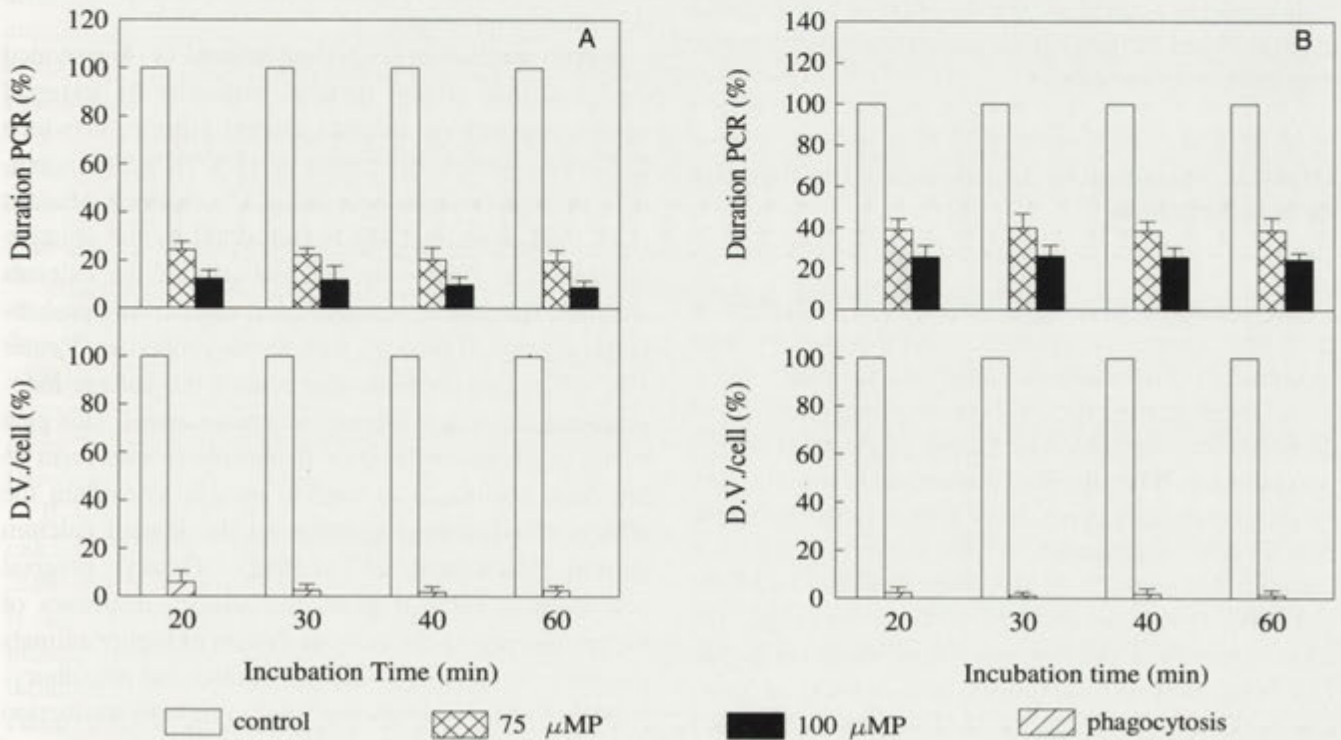 A
Duration PCR (%)
120
100
80
60
40
20
0
D.V./cell (%)
100
80
60
40
20
0
20 30 40 60
Incubation Time (min)
B
Duration PCR (%)
140
120
100
80
60
40
20
0
D.V./cell (%)
100
80
60
40
20
0
20 30 40 60
Incubation time (min)
control 75 μMP 100 μMP phagocytosis